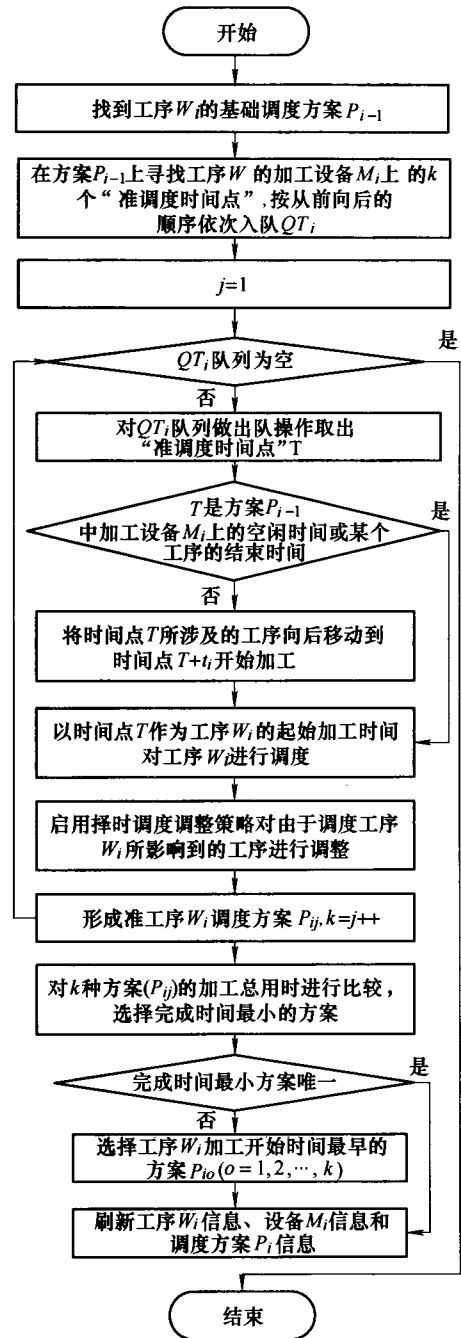 开始
找到工序Wi的基础调度方案Pi−1
在方案Pi−1上寻找工序W 的加工设备Mi上 的k
个“准调度时间点”,按从前向后的
顺序依次入队QTi
j=1
是
QTi队列为空
否
对QTi队列做出队操作取出
“准调度时间点”T
T是方案Pi−1
中加工设备Mi上的空闲时间或某个
工序的结束时间
是
否
将时间点T所涉及的工序向后移动到
时间点T+ti开始加工
以时间点T作为工序Wi的起始加工时间
对工序Wi进行调度
启用择时调度调整策略对由于调度工序
Wi所影响到的工序进行调整
形成准工序Wi调度方案 Pij,k=j++
对k种方案(Pij)的加工总用时进行比较,
选择完成时间最小的方案
是
完成时间最小方案唯一
否
选择工序Wi加工开始时间最早的
方案Pio(o=1,2,⋯,k)
刷新工序Wi信息、设备Mi信息和
调度方案Pi信息
结束